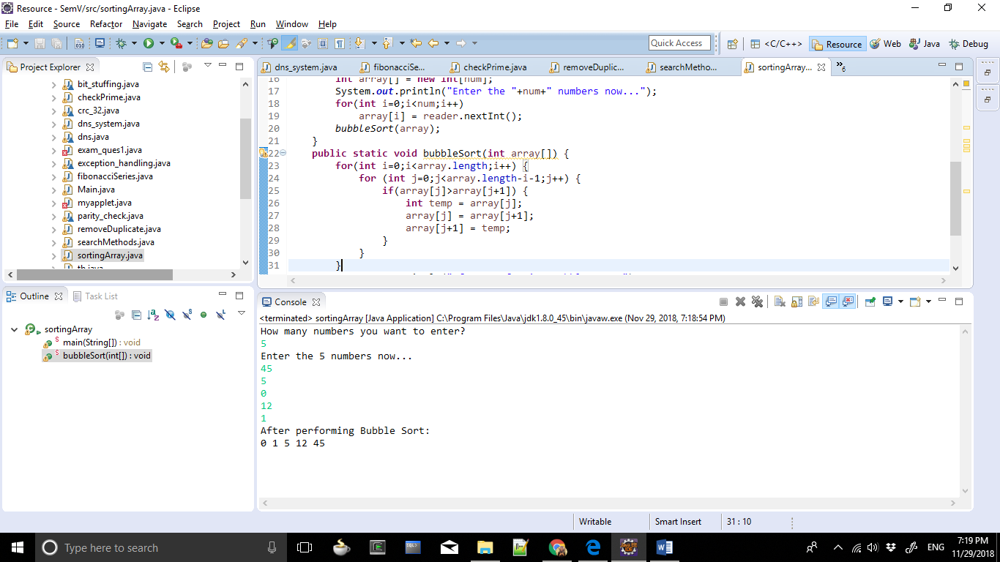 Resource - SemV/src/sortingArray.java - Eclipse
File Edit Source Refactor Navigate Search Project Run Window Help
Quick Access
<C/C++> Resource Web Java Debug
Project Explorer
bit_stuffing.java
checkPrime.java
crc_32.java
dns_system.java
dns.java
exam_ques1.java
exception_handling.java
fibonacciSeries.java
Main.java
myapplet.java
parity_check.java
removeDuplicate.java
searchMethods.java
sortingArray.java
th.java
Outline Task List
sortingArray
main(String[]) : void
bubbleSort(int[]) : void
dns_system.java fibonacciSe... checkPrime.java removeDuplic... searchMetho... sortingArray... »6
16 int array[] = new int[num];
17 System.out.println("Enter the "+num+" numbers now...");
18 for(int i=0;i<num;i++)
19 array[i] = reader.nextInt();
20 bubbleSort(array);
21 }
22 public static void bubbleSort(int array[]) {
23 for(int i=0;i<array.length;i++) {
24 for (int j=0;j<array.length-i-1;j++) {
25 if(array[j]>array[j+1]) {
26 int temp = array[j];
27 array[j] = array[j+1];
28 array[j+1] = temp;
29 }
30 }
31 }
Console
<terminated> sortingArray [Java Application] C:\Program Files\Java\jdk1.8.0_45\bin\javaw.exe (Nov 29, 2018, 7:18:54 PM)
How many numbers you want to enter?
5
Enter the 5 numbers now...
45
5
0
12
1
After performing Bubble Sort:
0 1 5 12 45
Writable Smart Insert 31 : 10
Type here to search
ENG
7:19 PM
11/29/2018